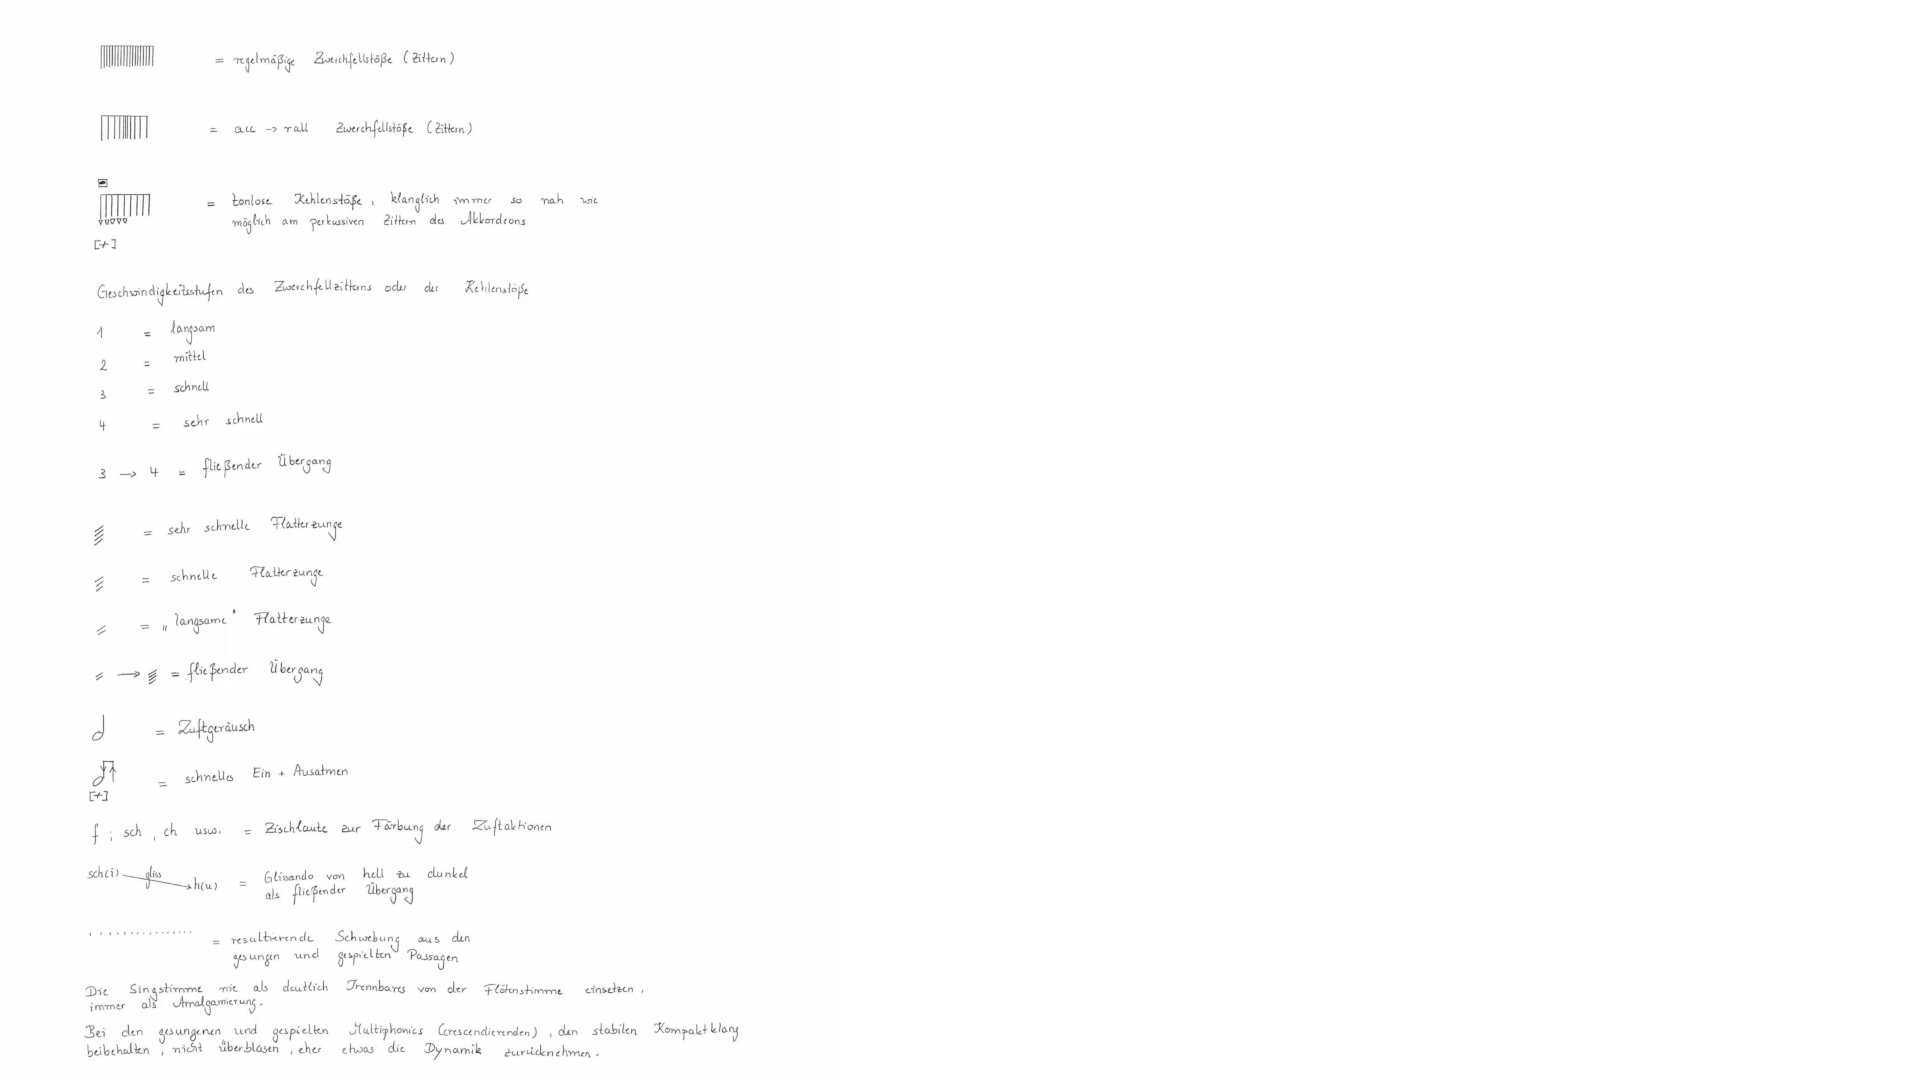 = regelmäßige Zwerchfellstöße (Zittern)
= acc -> rall Zwerchfellstöße (Zittern)
= tonlose Kehlenstöße, klanglich immer so nah wie
möglich am perkussiven Zittern des Akkordeons
[+]
Geschwindigkeitsstufen des Zwerchfellzitterns oder der Kehlenstöße
1 = langsam
2 = mittel
3 = schnell
4 = sehr schnell
3 → 4 = fließender Übergang
= sehr schnelle Flatterzunge
= schnelle Flatterzunge
= „langsame" Flatterzunge
→ = fließender Übergang
= Luftgeräusch
= schnelles Ein + Ausatmen
[+]
f ; sch , ch usw. = Zischlaute zur Färbung der Luftaktionen
sch(i) gliss h(u) = Glissando von hell zu dunkel
als fließender Übergang
............... = resultierende Schwebung aus den
gesungen und gespielten Passagen
Die Singstimme nie als deutlich Trennbares von der Flötenstimme einsetzen,
immer als Amalgamierung.
Bei den gesungenen und gespielten Multiphonics (crescendierenden), den stabilen Kompaktklang
beibehalten, nicht überblasen, eher etwas die Dynamik zurücknehmen.